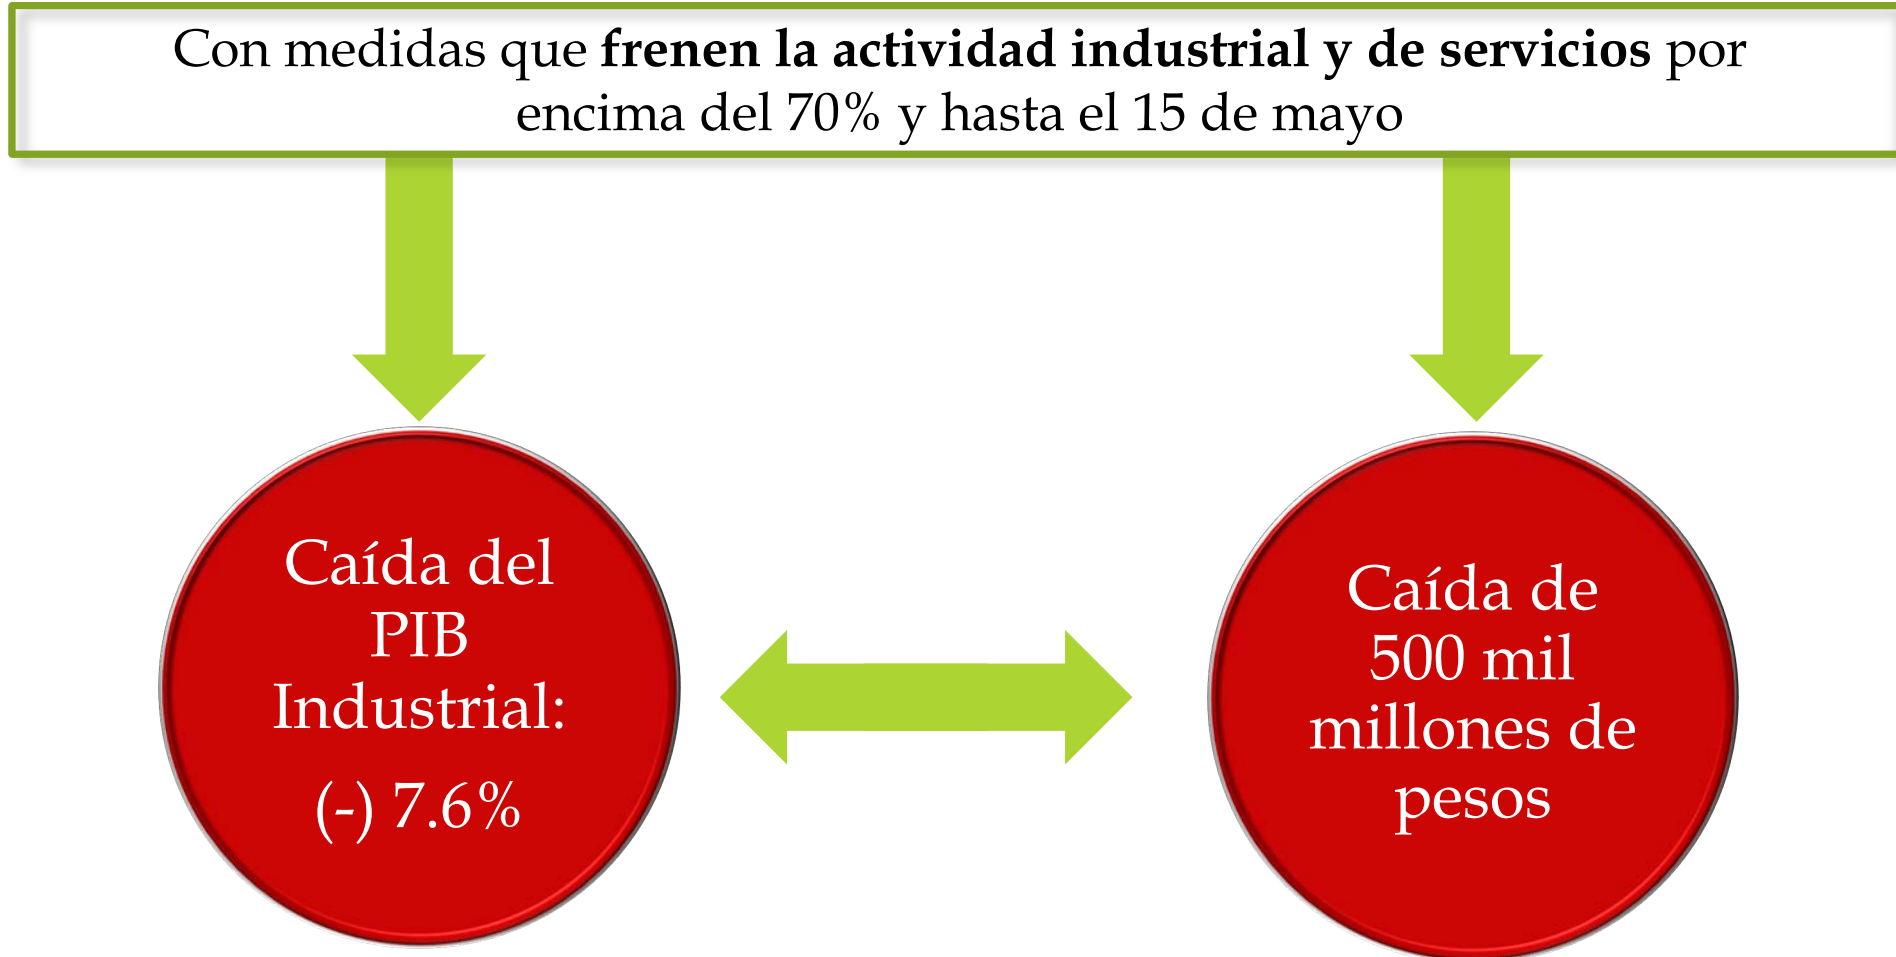 Con medidas que frenen la actividad industrial y de servicios por
encima del 70% y hasta el 15 de mayo
Caída del
PIB
Industrial:
(-) 7.6%
Caída de
500 mil
millones de
pesos